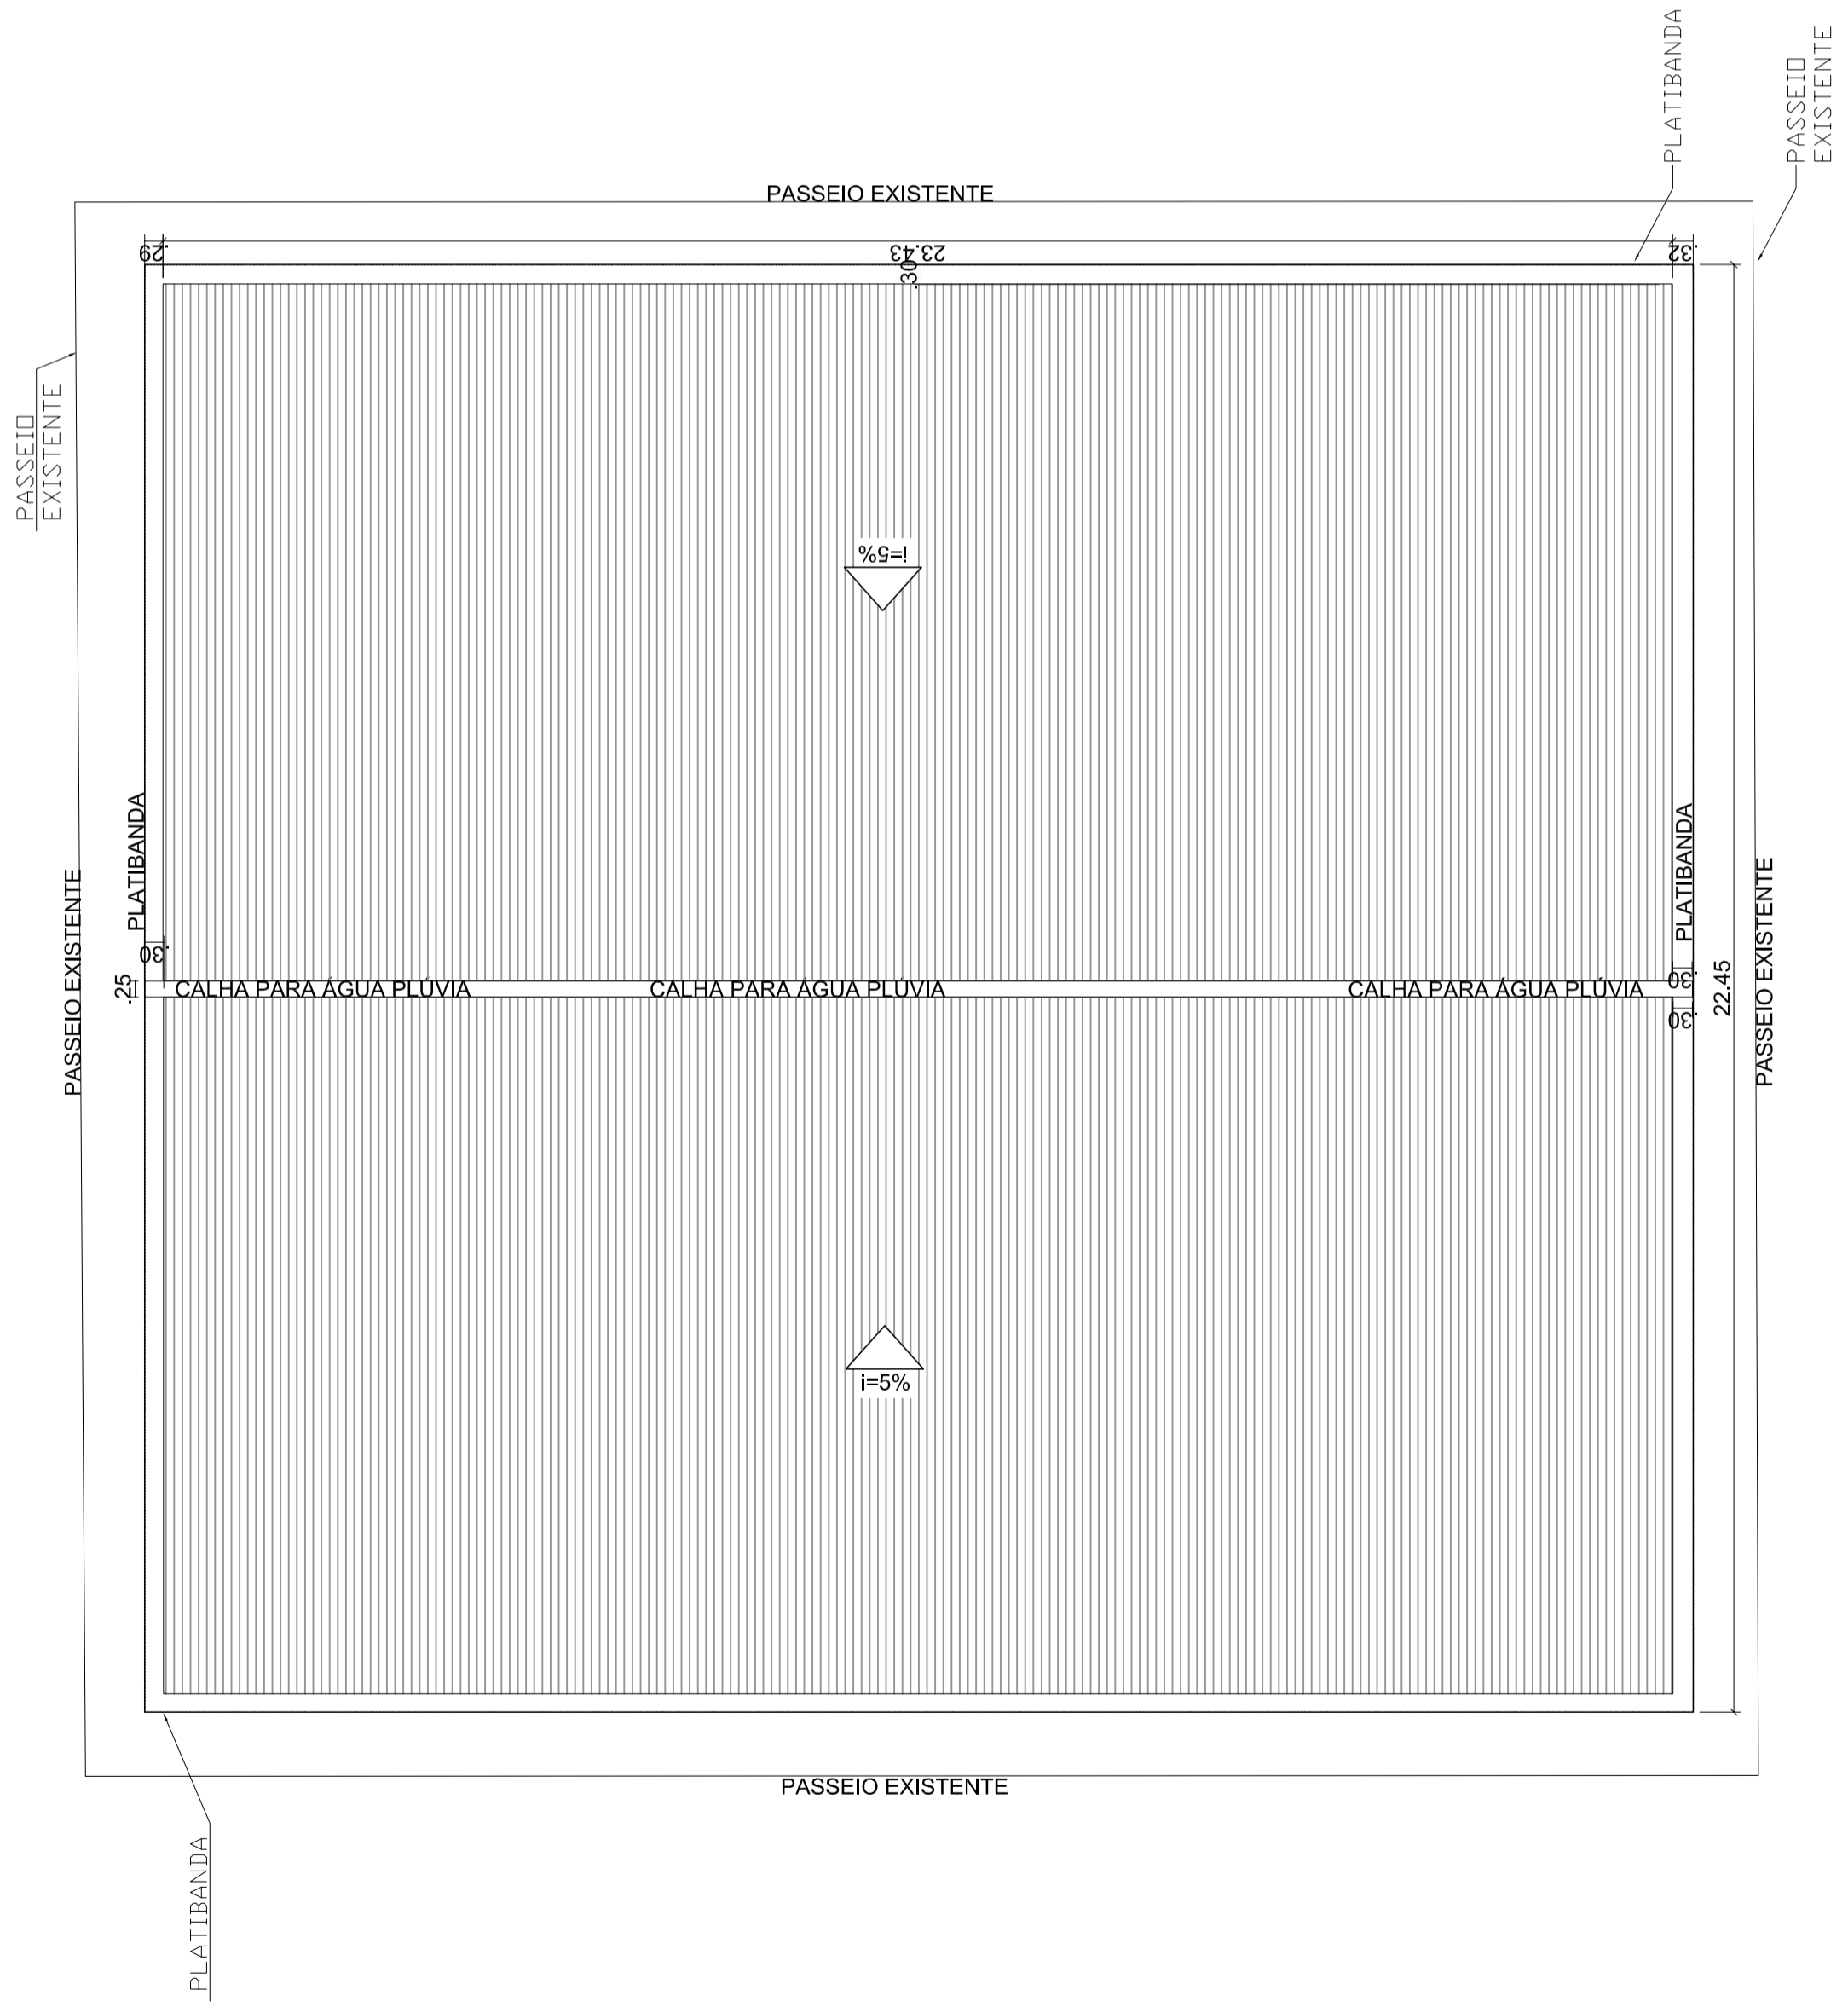 PLATIBANDA
PASSEIO
EXISTENTE
PASSEIO EXISTENTE
.29
23.43
.32
.30
PASSEIO
EXISTENTE
i=5%
PLATIBANDA
PLATIBANDA
PASSEIO EXISTENTE
PASSEIO EXISTENTE
.30
.25
CALHA PARA ÁGUA PLÚVIA
CALHA PARA ÁGUA PLÚVIA
CALHA PARA ÁGUA PLÚVIA
.30
.30
22.45
i=5%
PASSEIO EXISTENTE
PLATIBANDA